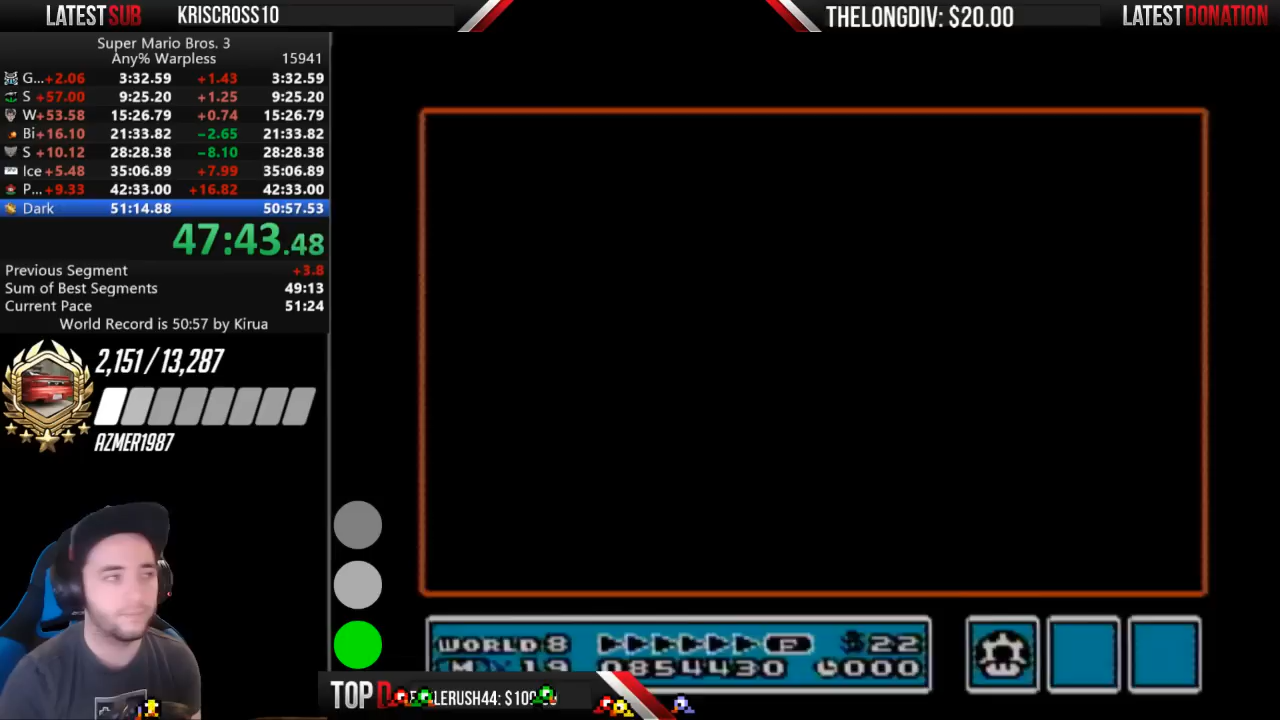 LATEST SUB KRISCROSS10 THELONGDIV: $20.00 LATEST DONATION
Super Mario Bros. 3
Any% Warpless 15941
G... +2.06 3:32.59 +1.43 3:32.59
S +57.00 9:25.20 +1.25 9:25.20
W +53.58 15:26.79 +0.74 15:26.79
Bi +16.10 21:33.82 -2.65 21:33.82
S +10.12 28:28.38 -8.10 28:28.38
Ice +5.48 35:06.89 +7.99 35:06.89
P... +9.33 42:33.00 +16.82 42:33.00
Dark 51:14.88 50:57.53
47:43.48
Previous Segment +3.8
Sum of Best Segments 49:13
Current Pace 51:24
World Record is 50:57 by Kirua
2,151/13,287
AZMER1987
WORLD 8 P 22
M 19 0854430 000
TOP LERUSH44: